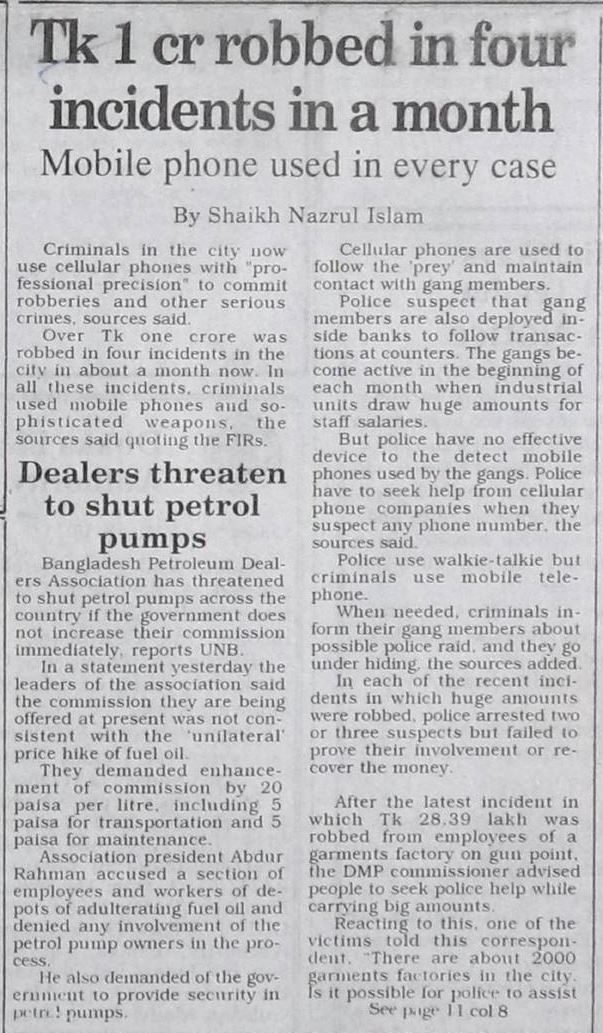 Tk 1 cr robbed in four
incidents in a month
Mobile phone used in every case
By Shaikh Nazrul Islam
Criminals in the city now
use cellular phones with "pro-
fessional precision" to commit
robberies and other serious
crimes, sources said.
Over Tk one crore was
robbed in four incidents in the
city in about a month now. In
all these incidents, criminals
used mobile phones and so-
phisticated weapons, the
sources said quoting the FIRs.
Cellular phones are used to
follow the 'prey' and maintain
contact with gang members.
Police suspect that gang
members are also deployed in-
side banks to follow transac-
tions at counters. The gangs be-
come active in the beginning of
each month when industrial
units draw huge amounts for
staff salaries.
But police have no effective
device to the detect mobile
phones used by the gangs. Police
have to seek help from cellular
phone companies when they
suspect any phone number, the
sources said.
Police use walkie-talkie but
criminals use mobile tele-
phone.
When needed, criminals in-
form their gang members about
possible police raid, and they go
under hiding, the sources added.
In each of the recent inci-
dents in which huge amounts
were robbed, police arrested two
or three suspects but failed to
prove their involvement or re-
cover the money.
After the latest incident in
which Tk 28.39 lakh was
robbed from employees of a
garments factory on gun point,
the DMP commissioner advised
people to seek police help while
carrying big amounts.
Reacting to this, one of the
victims told this correspon-
dent, "There are about 2000
garments factories in the city.
Is it possible for police to assist
See page 11 col 8
Dealers threaten
to shut petrol
pumps
Bangladesh Petroleum Deal-
ers Association has threatened
to shut petrol pumps across the
country if the government does
not increase their commission
immediately, reports UNB.
In a statement yesterday the
leaders of the association said
the commission they are being
offered at present was not con-
sistent with the 'unilateral'
price hike of fuel oil.
They demanded enhance-
ment of commission by 20
paisa per litre, including 5
paisa for transportation and 5
paisa for maintenance.
Association president Abdur
Rahman accused a section of
employees and workers of de-
pots of adulterating fuel oil and
denied any involvement of the
petrol pump owners in the pro-
cess.
He also demanded of the gov-
ernment to provide security in
petrol pumps.